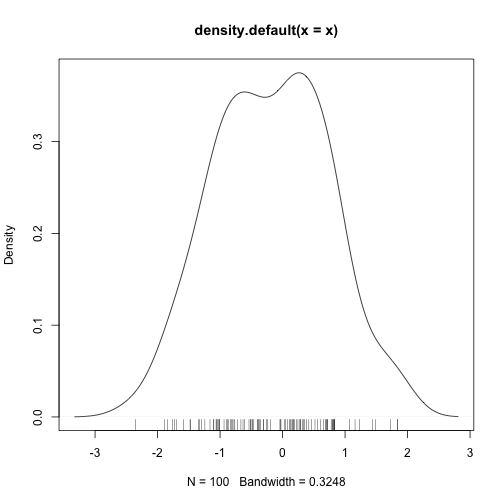 density.default(x = x)
Density
0.3
0.2
0.1
0.0
-3 -2 -1 0 1 2 3
N = 100 Bandwidth = 0.3248